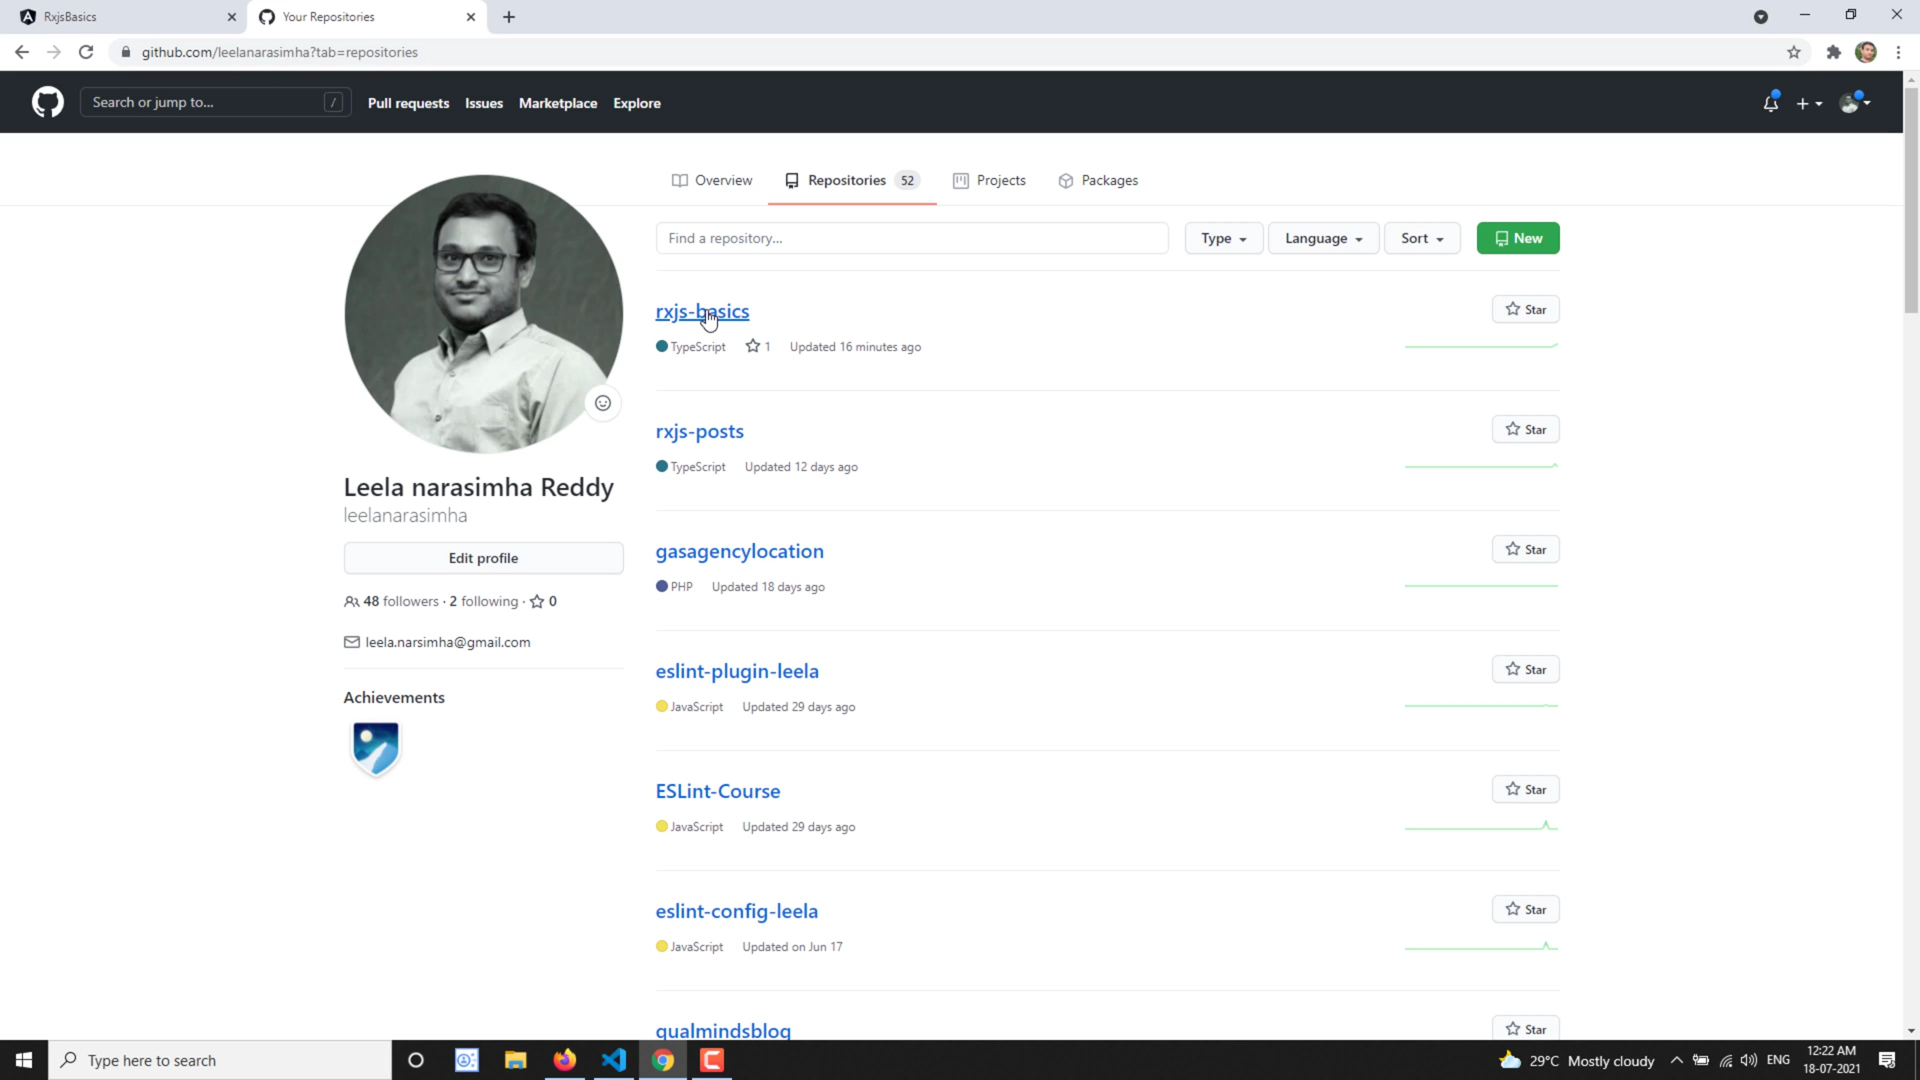 RxjsBasics
Your Repositories
github.com/leelanarasimha?tab=repositories
Search or jump to...
/
Pull requests
Issues
Marketplace
Explore
Overview
Repositories 52
Projects
Packages
Find a repository...
Type
Language
Sort
New
rxjs-basics
Star
TypeScript 1 Updated 16 minutes ago
rxjs-posts
Star
TypeScript Updated 12 days ago
gasagencylocation
Star
PHP Updated 18 days ago
eslint-plugin-leela
Star
JavaScript Updated 29 days ago
ESLint-Course
Star
JavaScript Updated 29 days ago
eslint-config-leela
Star
JavaScript Updated on Jun 17
qualmindsblog
Star
Leela narasimha Reddy
leelanarasimha
Edit profile
48 followers · 2 following · 0
leela.narsimha@gmail.com
Achievements
Type here to search
29°C Mostly cloudy
ENG
12:22 AM
18-07-2021